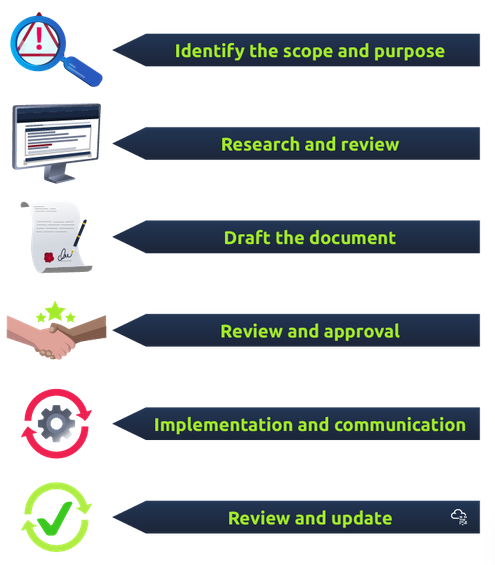 Identify the scope and purpose
Research and review
Draft the document
Review and approval
Implementation and communication
Review and update